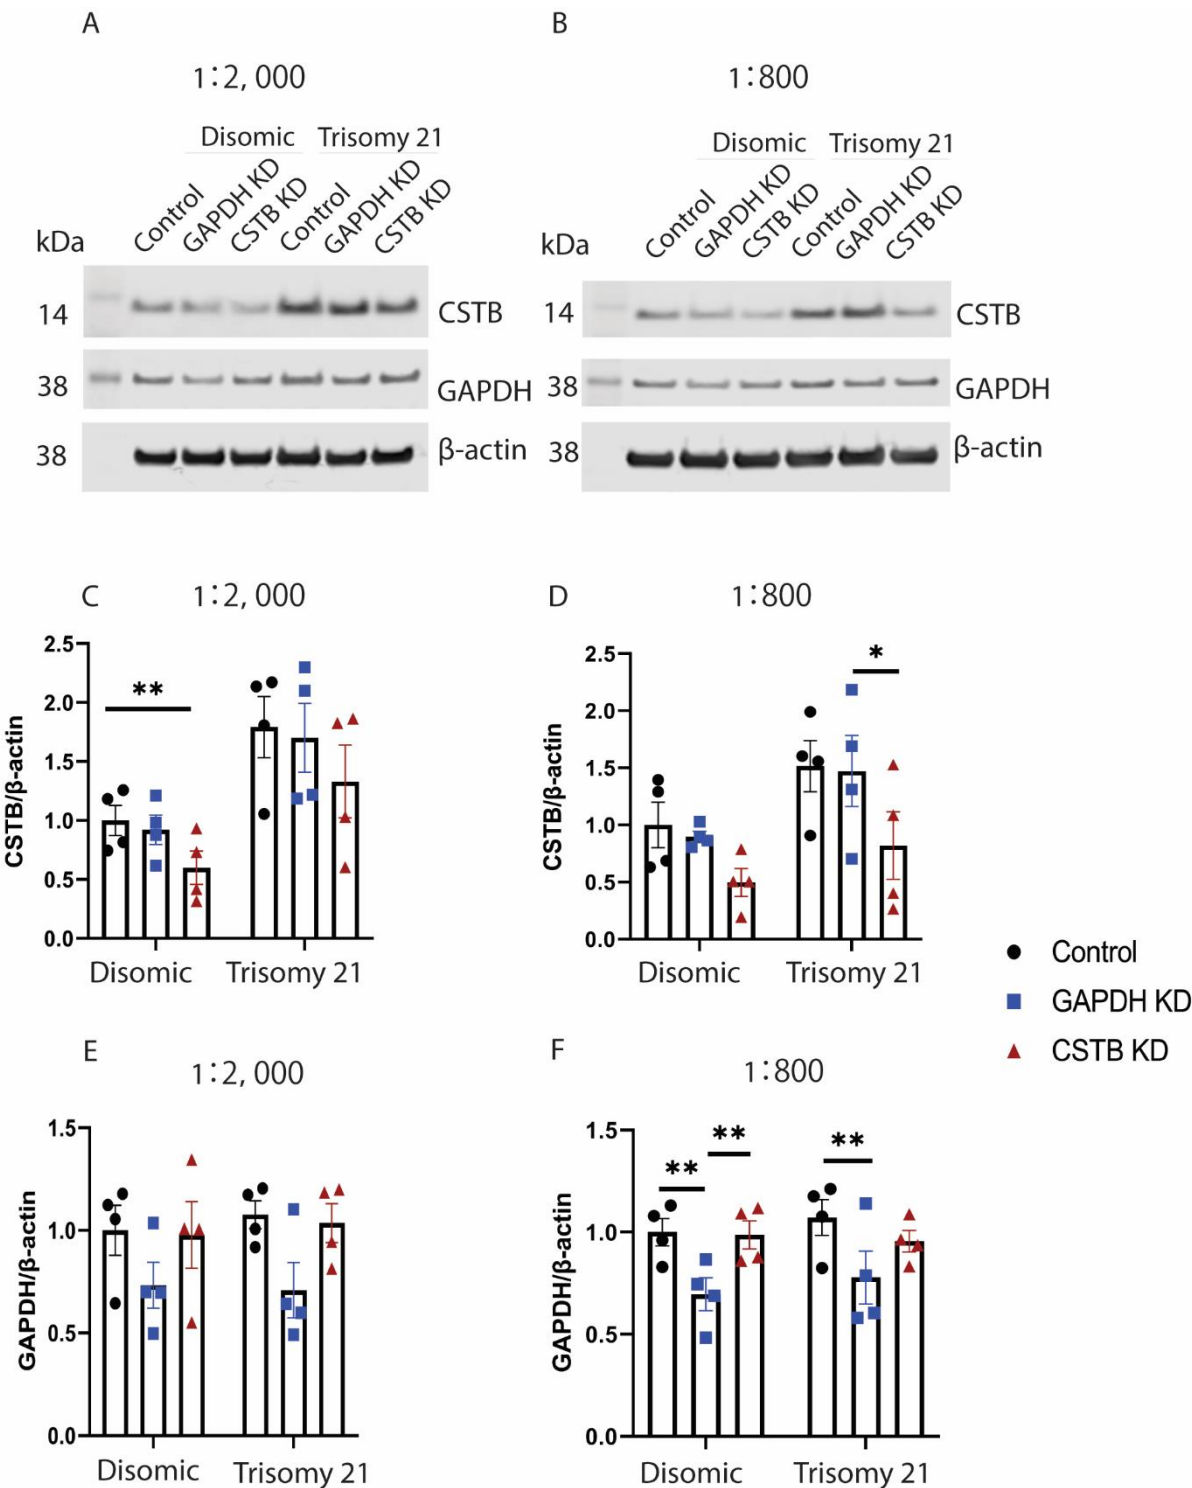 A
B
1:2, 000
1:800
Disomic Trisomy 21
Disomic Trisomy 21
kDa Control GAPDH KD CSTB KD Control GAPDH KD CSTB KD
kDa Control GAPDH KD CSTB KD Control GAPDH KD CSTB KD
14 CSTB
14 CSTB
38 GAPDH
38 GAPDH
38 β-actin
38 β-actin
C 1:2, 000
D 1:800
CSTB/β-actin
2.5
2.0
1.5
1.0
0.5
0.0
**
Disomic Trisomy 21
CSTB/β-actin
2.5
2.0
1.5
1.0
0.5
0.0
*
Disomic Trisomy 21
Control
GAPDH KD
CSTB KD
E 1:2, 000
F 1:800
GAPDH/β-actin
1.5
1.0
0.5
0.0
Disomic Trisomy 21
GAPDH/β-actin
1.5
1.0
0.5
0.0
** ** **
Disomic Trisomy 21